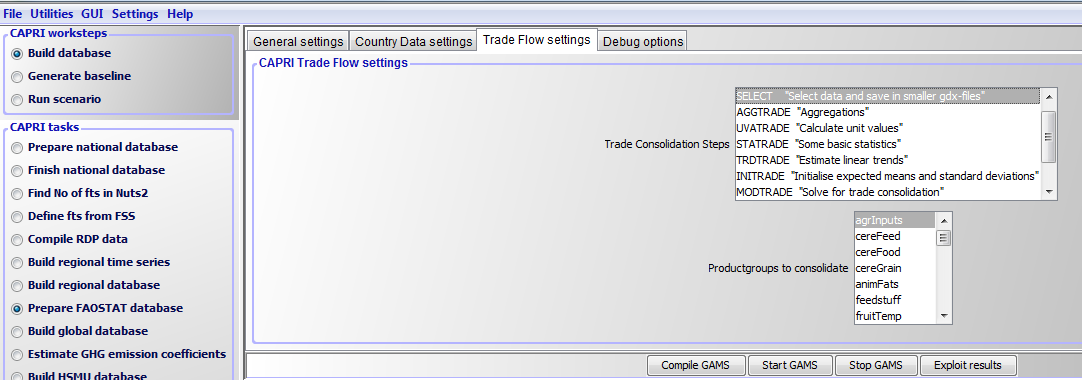 File Utilities GUI Settings Help
CAPRI worksteps
Build database
Generate baseline
Run scenario
CAPRI tasks
Prepare national database
Finish national database
Find No of fts in Nuts2
Define fts from FSS
Compile RDP data
Build regional time series
Build regional database
Prepare FAOSTAT database
Build global database
Estimate GHG emission coefficients
Build HSMU database
General settings Country Data settings Trade Flow settings Debug options
CAPRI Trade Flow settings
Trade Consolidation Steps
SELECT "Select data and save in smaller gdx-files"
AGGTRADE "Aggregations"
UVATRADE "Calculate unit values"
STATRADE "Some basic statistics"
TRDTRADE "Estimate linear trends"
INITRADE "Initialise expected means and standard deviations"
MODTRADE "Solve for trade consolidation"
Productgroups to consolidate
agrInputs
cereFeed
cereFood
cereGrain
animFats
feedstuff
fruitTemp
Compile GAMS Start GAMS Stop GAMS Exploit results